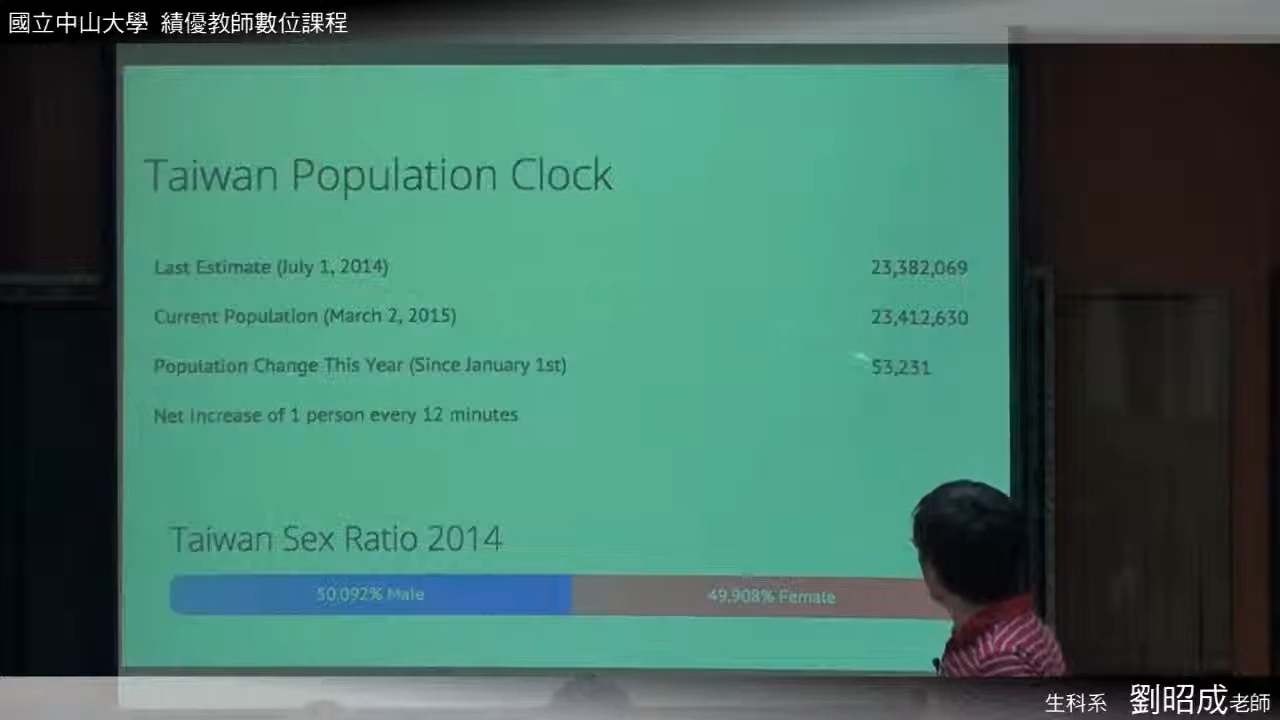 國立中山大學 績優教師數位課程
Taiwan Population Clock
Last Estimate (July 1, 2014) 23,382,069
Current Population (March 2, 2015) 23,412,630
Population Change This Year (Since January 1st) 53,231
Net Increase of 1 person every 12 minutes
Taiwan Sex Ratio 2014
50.092% Male 49.908% Female
生科系 劉昭成老師